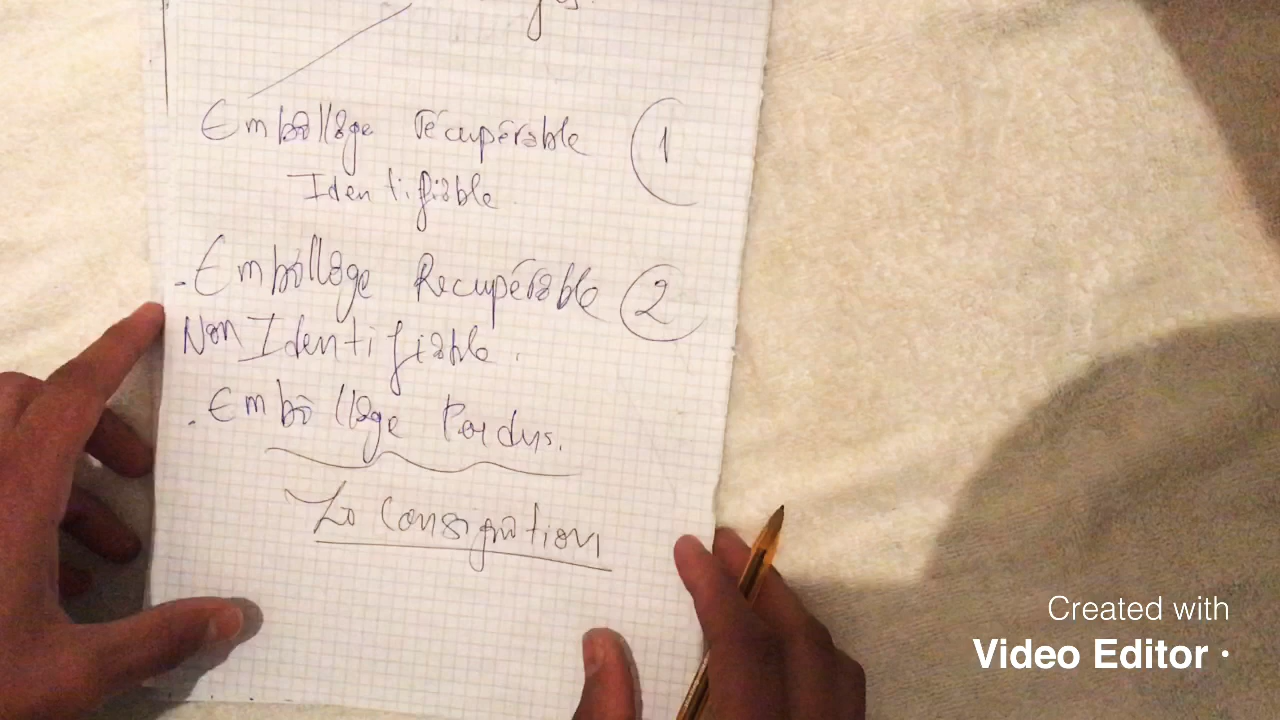 Emballage récupérable 1
Identifiable.
- Emballage Recupérable 2
Non Identifiable.
. Emballage Perdus.
La Consignation
Created with
Video Editor